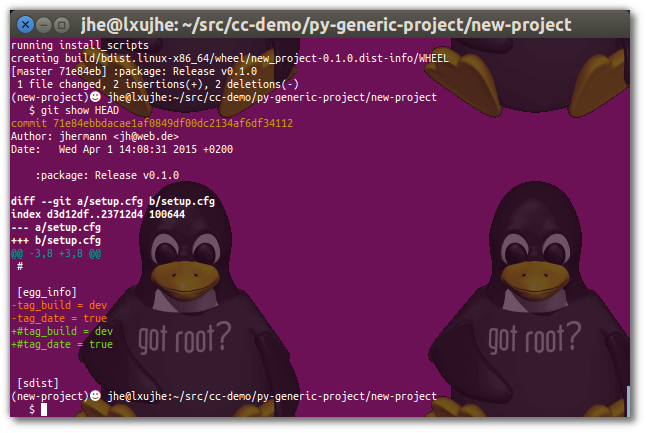 jhe@lxujhe: ~/src/cc-demo/py-generic-project/new-project
running install_scripts
creating build/bdist.linux-x86_64/wheel/new_project-0.1.0.dist-info/WHEEL
[master 71e84eb] :package: Release v0.1.0
 1 file changed, 2 insertions(+), 2 deletions(-)
(new-project)☻ jhe@lxujhe:~/src/cc-demo/py-generic-project/new-project
   $ git show HEAD
commit 71e84ebbdacae1af0849df00dc2134af6df34112
Author: jhermann <jh@web.de>
Date:   Wed Apr 1 14:08:31 2015 +0200
    :package: Release v0.1.0
diff --git a/setup.cfg b/setup.cfg
index d3d12df..23712d4 100644
--- a/setup.cfg
+++ b/setup.cfg
@@ -3,8 +3,8 @@
 #
 [egg_info]
-tag_build = dev
-tag_date = true
+#tag_build = dev
+#tag_date = true
 [sdist]
(new-project)☻ jhe@lxujhe:~/src/cc-demo/py-generic-project/new-project
   $
got root?
got root?